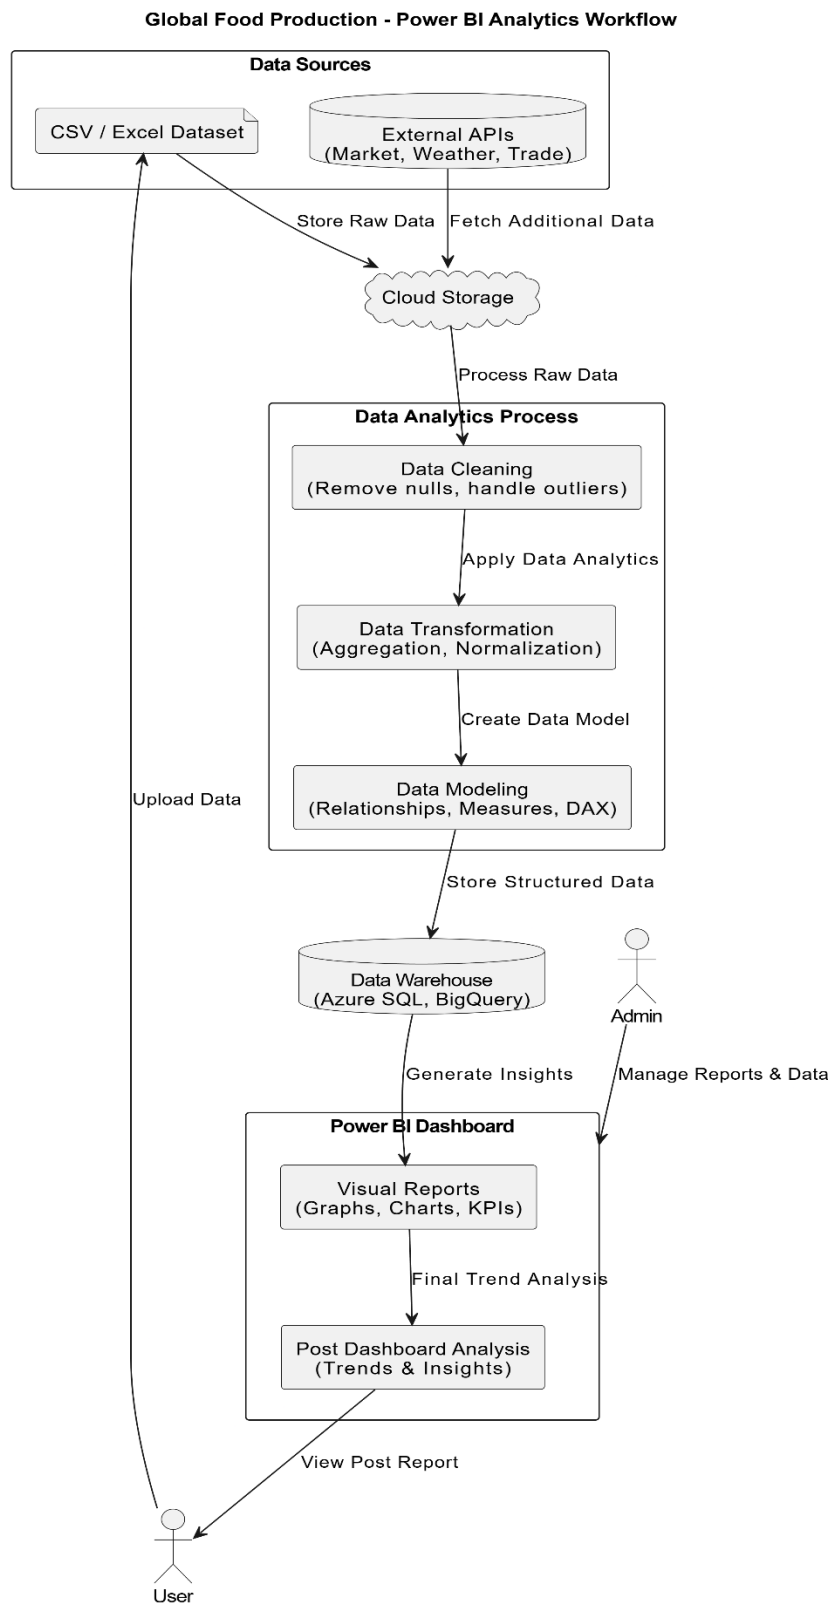 Global Food Production - Power BI Analytics Workflow
Data Sources
CSV / Excel Dataset
External APIs
(Market, Weather, Trade)
Store Raw Data
Fetch Additional Data
Cloud Storage
Process Raw Data
Data Analytics Process
Data Cleaning
(Remove nulls, handle outliers)
Apply Data Analytics
Data Transformation
(Aggregation, Normalization)
Create Data Model
Data Modeling
(Relationships, Measures, DAX)
Upload Data
Store Structured Data
Data Warehouse
(Azure SQL, BigQuery)
Admin
Generate Insights
Manage Reports & Data
Power BI Dashboard
Visual Reports
(Graphs, Charts, KPIs)
Final Trend Analysis
Post Dashboard Analysis
(Trends & Insights)
View Post Report
User